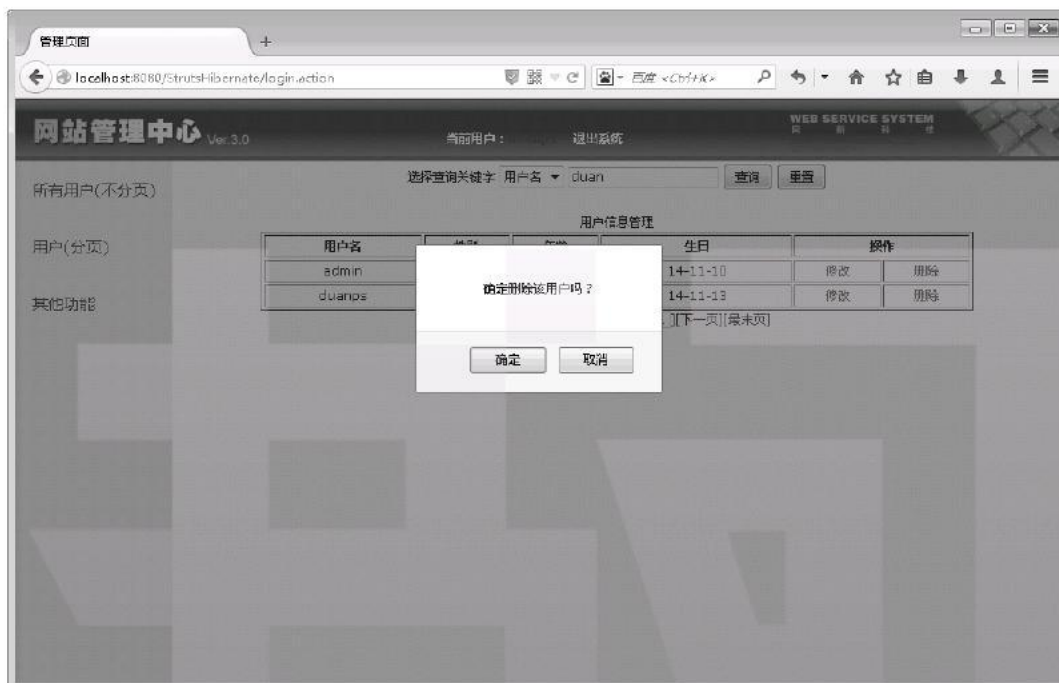 管理页面
+
localhost:8080/StrutsHibernate/login.action
百度 <Ctrl+K>
网站管理中心 Ver.3.0
当前用户:
退出系统
WEB SERVICE SYSTEM
选择查询关键字 用户名 duan 查询 重置
所有用户(不分页)
用户(分页)
其他功能
用户信息管理
用户名 生日 操作
admin 14-11-10 修改 删除
duanps 14-11-13 修改 删除
][下一页][最末页]
确定删除该用户吗?
确定 取消